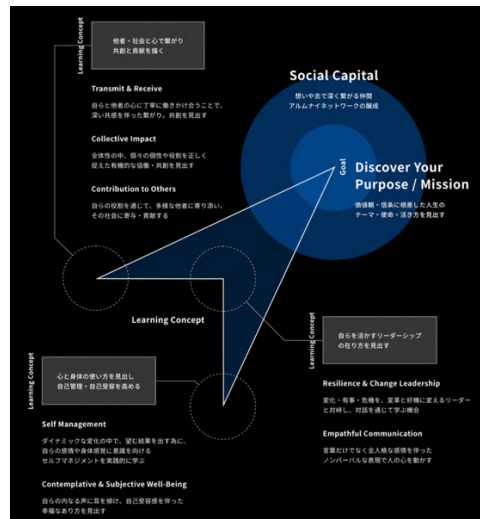 Learning Concept
他者・社会と心で繋がり
共創と貢献を描く
Transmit & Receive
自らと他者の心に丁寧に働きかけ合うことで、
深い共感を伴った繋がり。共創を見出す
Collective Impact
全体性の中、個々の個性や役割を正しく
捉えた有機的な協働・共創を見出す
Contribution to Others
自らの役割を通じて、多様な他者に寄り添い、
その社会に寄与・貢献する
Social Capital
想いや志で深く繋がる仲間
アルムナイネットワークの醸成
Goal
Discover Your
Purpose / Mission
価値観・信条に根差した人生の
テーマ・使命・活き方を見出す
Learning Concept
Learning Concept
自らを活かすリーダーシップ
の在り方を見出す
Resilience & Change Leadership
変化・有事・危機を、変革と好機に変えるリーダー
と対峙し、対話を通じて学ぶ機会
Empathful Communication
言葉だけでなく全人格な感情を伴った
ノンバーバルな表現で人の心を動かす
Learning Concept
心と身体の使い方を見出し
自己管理・自己受容を高める
Self Management
ダイナミックな変化の中で、望む結果を出す為に、
自らの感情や身体感覚に意識を向ける
セルフマネジメントを実践的に学ぶ
Contemplative & Subjective Well-Being
自らの内なる声に耳を傾け、自己受容感を伴った
幸福なあり方を見出す